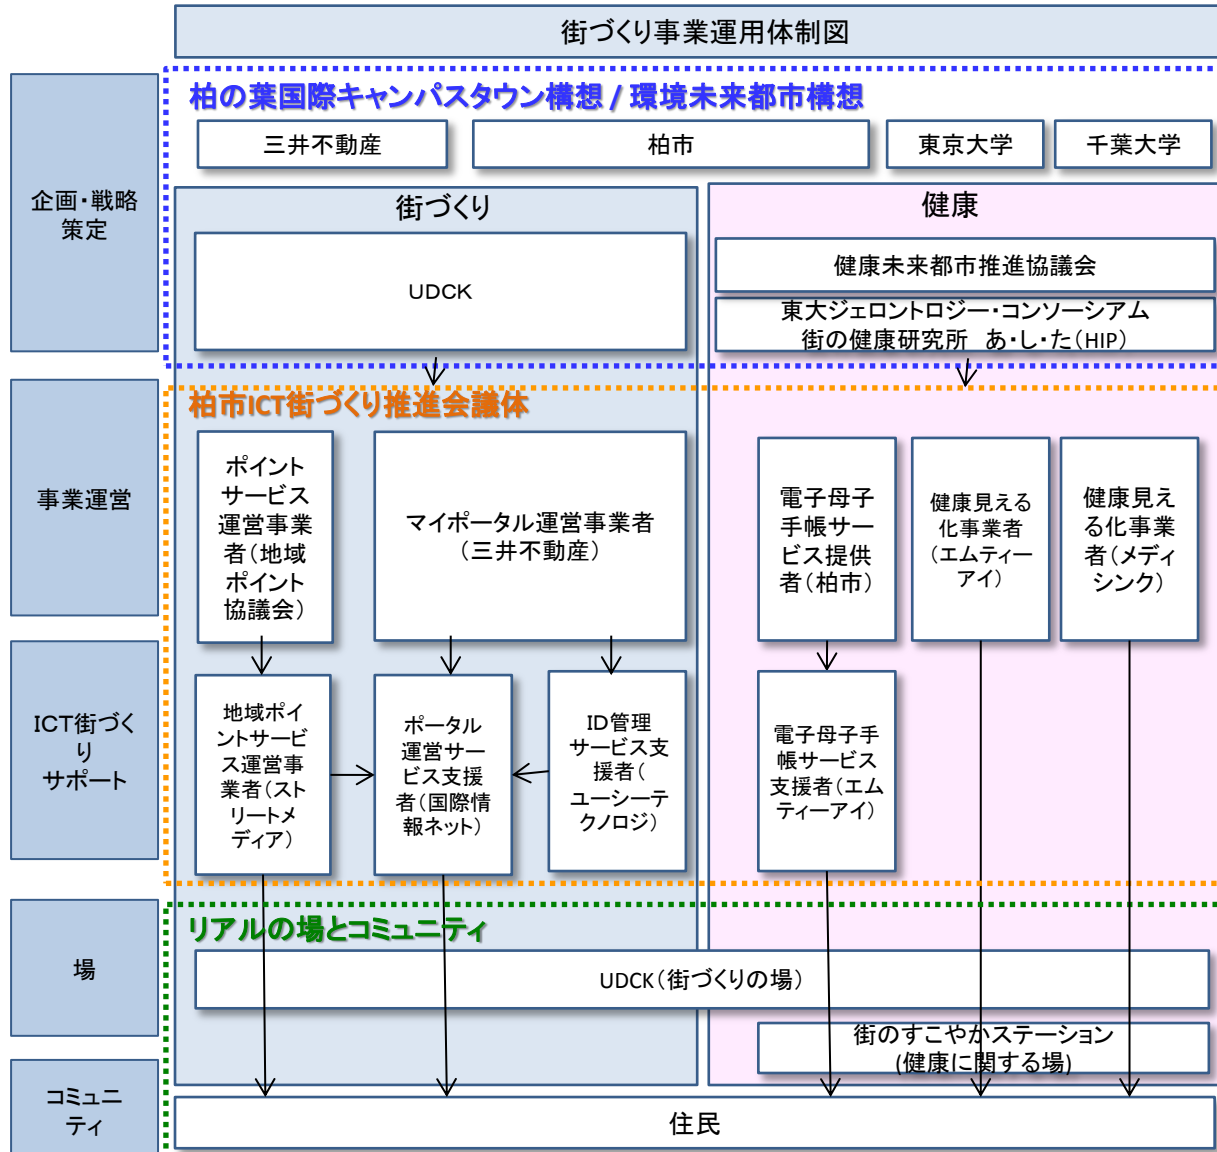 街づくり事業運用体制図
柏の葉国際キャンパスタウン構想 / 環境未来都市構想
三井不動産
柏市
東京大学
千葉大学
企画・戦略
策定
街づくり
健康
UDCK
健康未来都市推進協議会
東大ジェロントロジー・コンソーシアム
街の健康研究所　あ・し・た（HIP）
柏市ICT街づくり推進会議体
事業運営
ポイント
サービス
運営事業
者（地域
ポイント
協議会）
マイポータル運営事業者
（三井不動産）
電子母子
手帳サー
ビス提供
者（柏市）
健康見える
化事業者
（エムティー
アイ）
健康見え
る化事業
者（メディ
シンク）
ICT街づく
り
サポート
地域ポイ
ントサービ
ス運営事
業者（スト
リートメ
ディア）
ポータル
運営サー
ビス支援
者（国際情
報ネット）
ID管理
サービス支
援者（
ユーシーテ
クノロジ）
電子母子手
帳サービス
支援者（エム
ティーアイ）
リアルの場とコミュニティ
場
UDCK（街づくりの場）
街のすこやかステーション
(健康に関する場)
コミュニ
ティ
住民